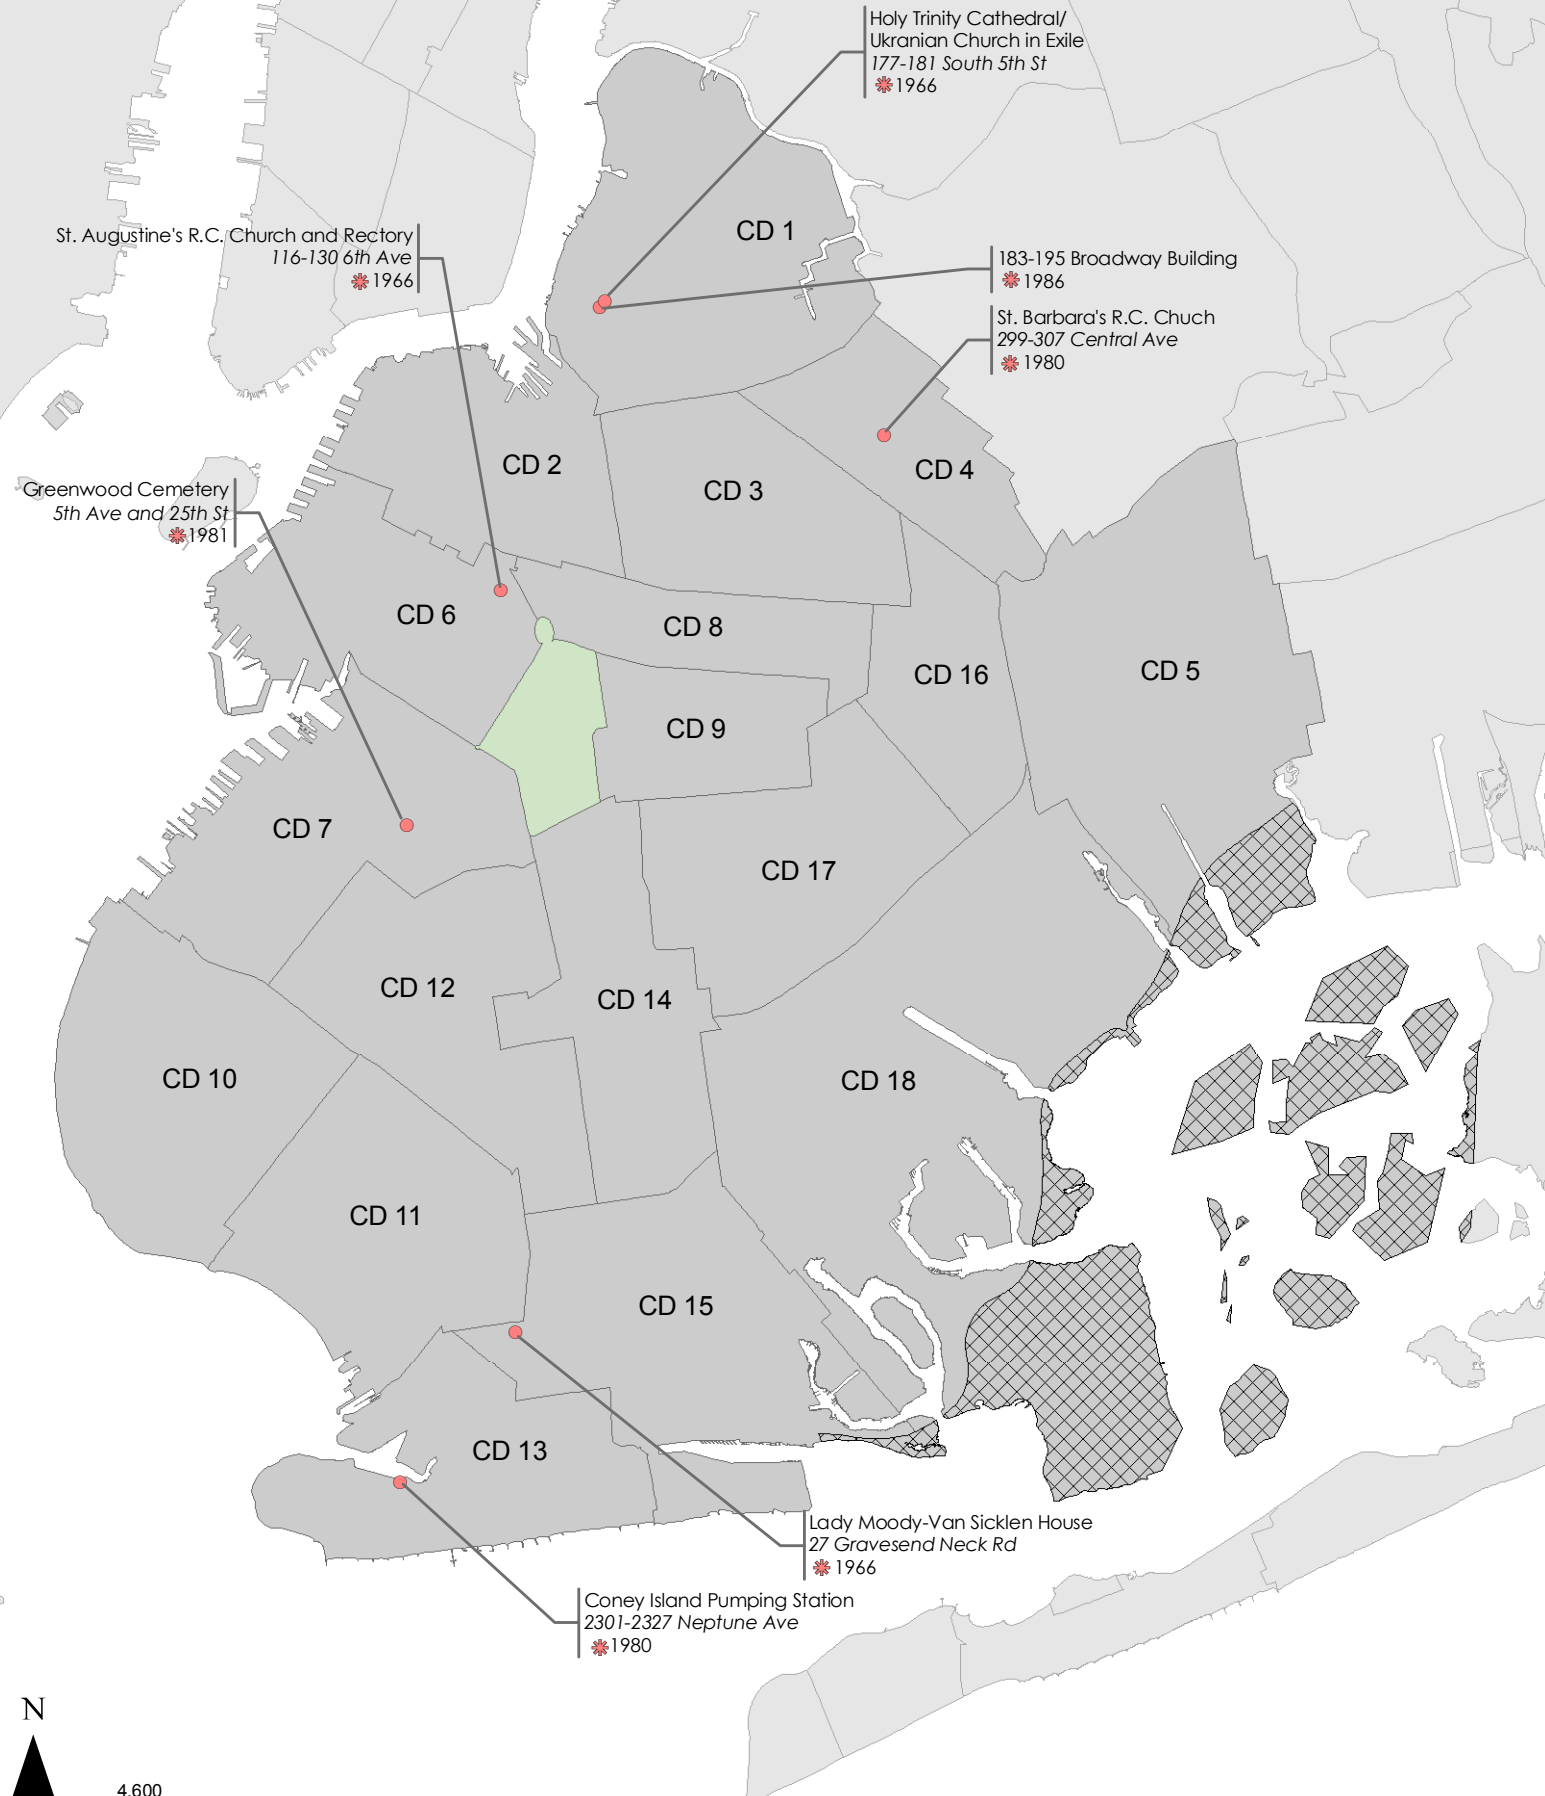 Holy Trinity Cathedral/
Ukranian Church in Exile
177-181 South 5th St
1966
CD 1
St. Augustine's R.C. Church and Rectory
116-130 6th Ave
1966
183-195 Broadway Building
1986
St. Barbara's R.C. Chuch
299-307 Central Ave
1980
CD 2
CD 3
CD 4
Greenwood Cemetery
5th Ave and 25th St
1981
CD 6
CD 8
CD 16
CD 5
CD 9
CD 7
CD 17
CD 12
CD 14
CD 10
CD 18
CD 11
CD 15
CD 13
Lady Moody-Van Sicklen House
27 Gravesend Neck Rd
1966
Coney Island Pumping Station
2301-2327 Neptune Ave
1980
N
4,600